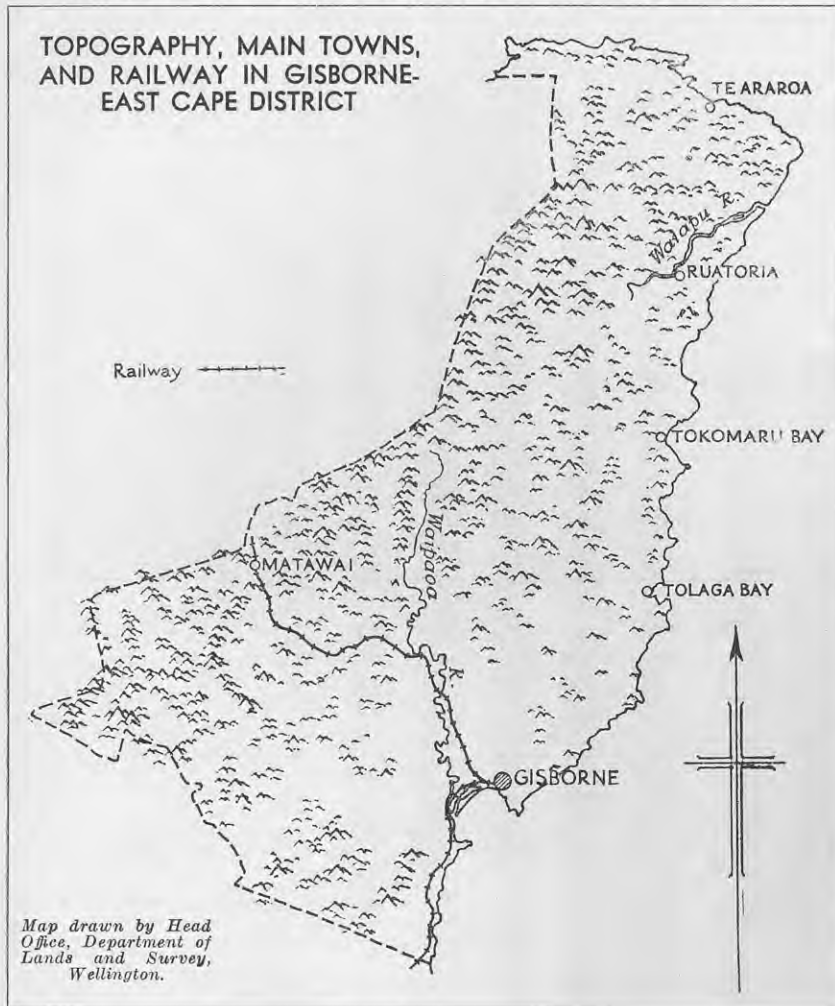 TOPOGRAPHY, MAIN TOWNS,
AND RAILWAY IN GISBORNE-
EAST CAPE DISTRICT
TE ARAROA
Waiapu R.
RUATORIA
Railway
TOKOMARU BAY
Waipaoa R.
MATAWAI
TOLAGA BAY
GISBORNE
Map drawn by Head
Office, Department of
Lands and Survey,
Wellington.